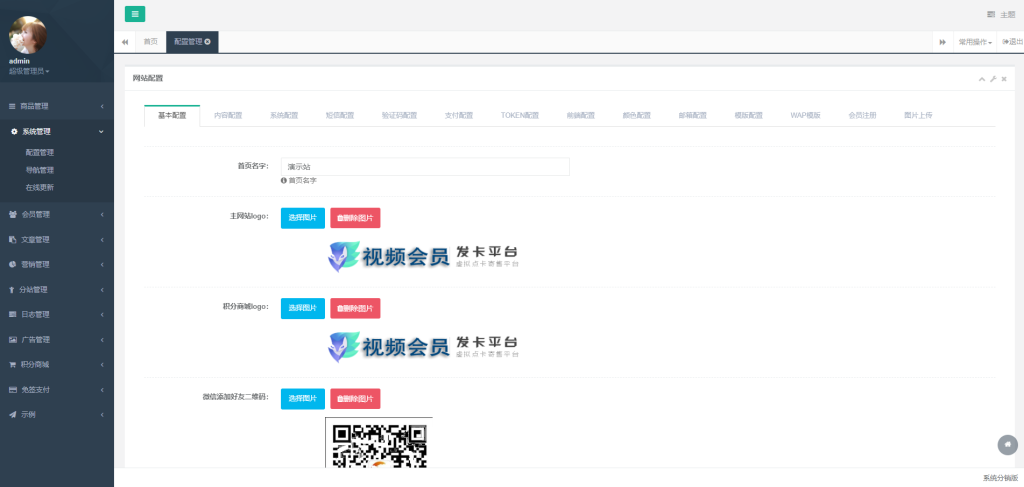 主题
首页
配置管理
常用操作
退出
admin
超级管理员
商品管理
系统管理
配置管理
导航管理
在线更新
会员管理
文章管理
营销管理
分站管理
日志管理
广告管理
积分商城
免签支付
示例
网站配置
基本配置 内容配置 系统配置 短信配置 验证码配置 支付配置 TOKEN配置 商铺配置 颜色配置 邮箱配置 模版配置 WAP模版 会员注册 图片上传
首页名字: 演示站
首页名字
主网站logo: 选择图片 删除图片
视频会员 发卡平台
虚拟点卡寄售平台
积分商城logo: 选择图片 删除图片
视频会员 发卡平台
虚拟点卡寄售平台
微信添加好友二维码: 选择图片 删除图片
系统分销版